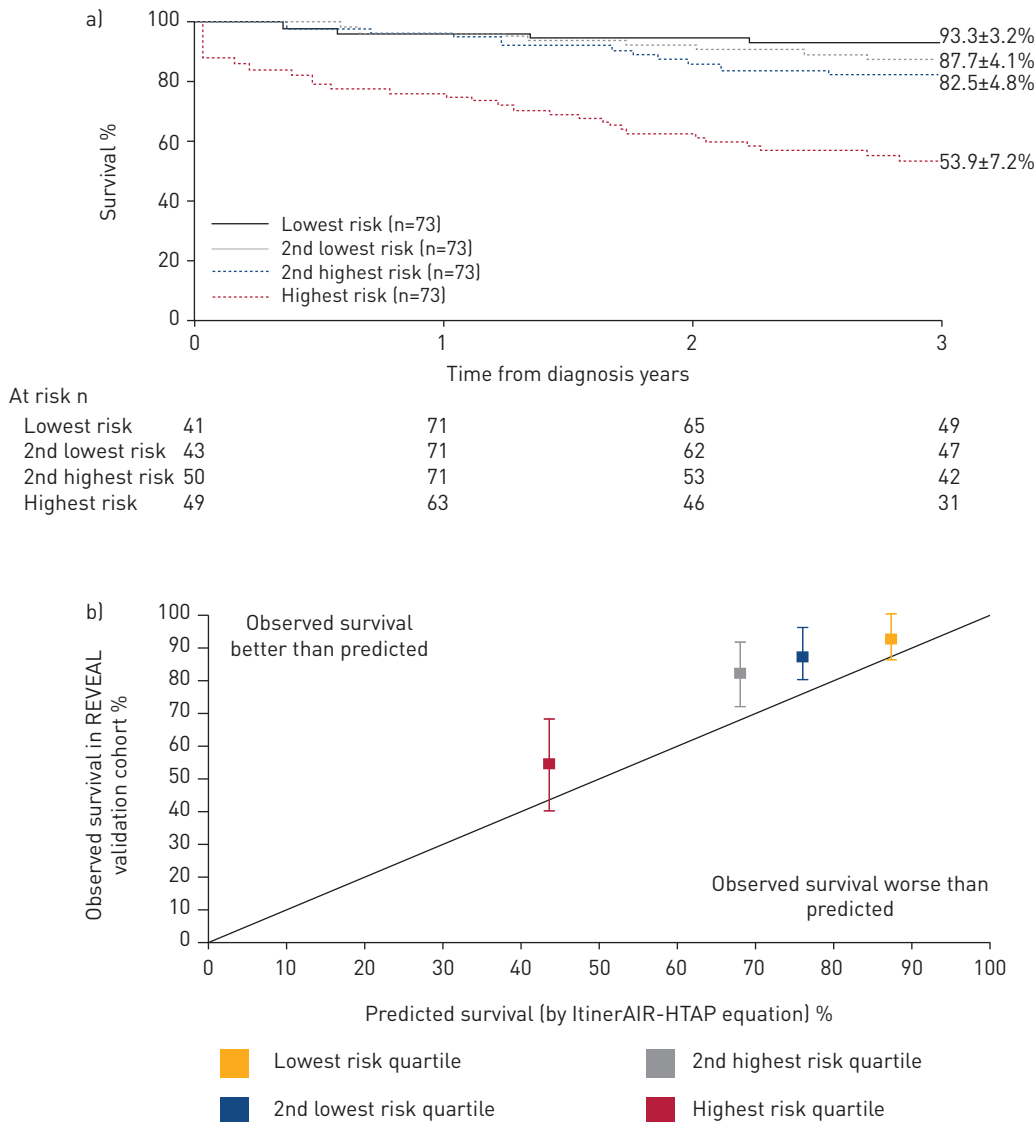 a)
100
80
60
40
20
0
Survival %
93.3±3.2%
87.7±4.1%
82.5±4.8%
53.9±7.2%
Lowest risk (n=73)
2nd lowest risk (n=73)
2nd highest risk (n=73)
Highest risk (n=73)
0 1 2 3
Time from diagnosis years
At risk n
Lowest risk 41 71 65 49
2nd lowest risk 43 71 62 47
2nd highest risk 50 71 53 42
Highest risk 49 63 46 31
b)
100
90
80
70
60
50
40
30
20
10
0
Observed survival in REVEAL
validation cohort %
Observed survival
better than predicted
Observed survival worse than
predicted
0 10 20 30 40 50 60 70 80 90 100
Predicted survival (by ItinerAIR-HTAP equation) %
Lowest risk quartile
2nd highest risk quartile
2nd lowest risk quartile
Highest risk quartile